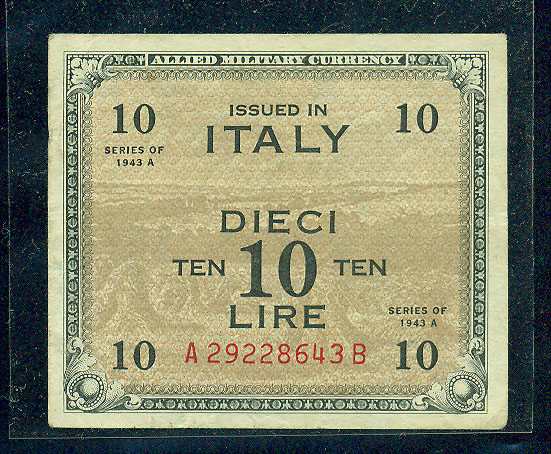 ALLIED MILITARY CURRENCY
10 ISSUED IN 10
ITALY
SERIES OF
1943 A
DIECI
TEN 10 TEN
LIRE
SERIES OF
1943 A
10 A29228643B 10